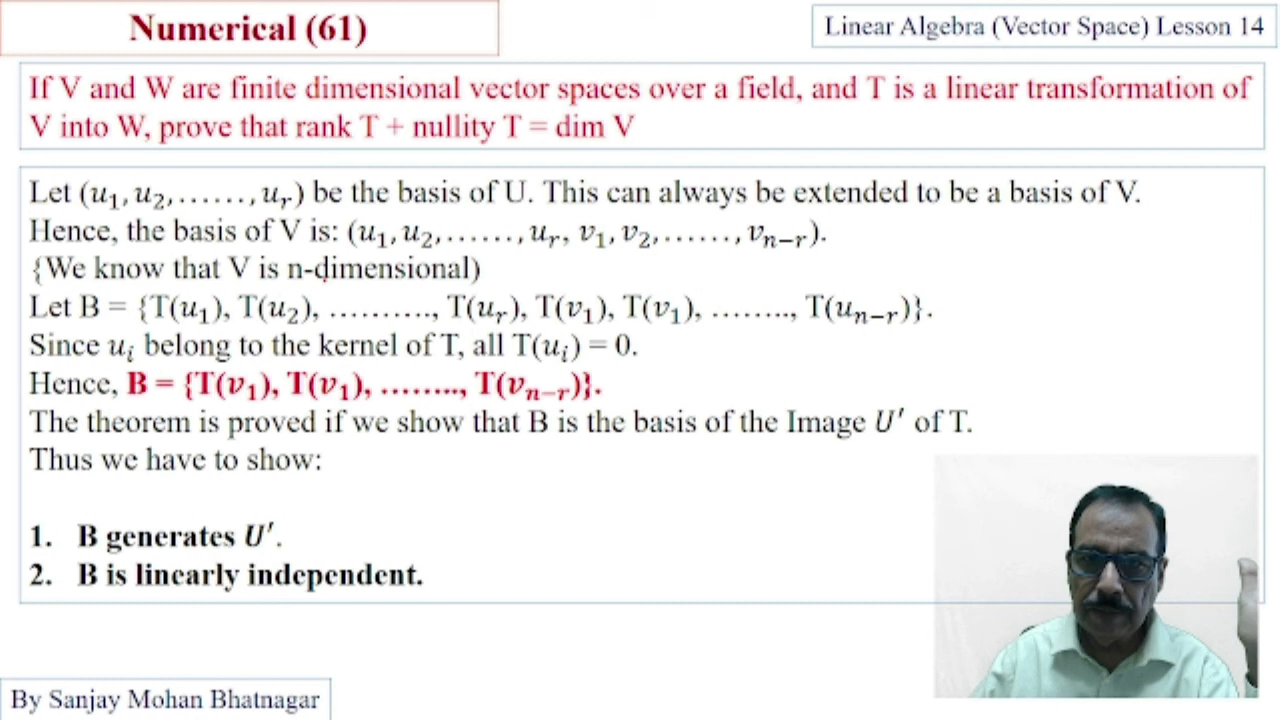 Numerical (61)
Linear Algebra (Vector Space) Lesson 14
If V and W are finite dimensional vector spaces over a field, and T is a linear transformation of
V into W, prove that rank T + nullity T = dim V
Let (u₁, u₂, ……, uᵣ) be the basis of U. This can always be extended to be a basis of V.
Hence, the basis of V is: (u₁, u₂, ……, uᵣ, v₁, v₂, ……, vₙ₋ᵣ).
{We know that V is n-dimensional)
Let B = {T(u₁), T(u₂), ………., T(uᵣ), T(v₁), T(v₁), …….., T(uₙ₋ᵣ)}.
Since uᵢ belong to the kernel of T, all T(uᵢ) = 0.
Hence, B = {T(v₁), T(v₁), …….., T(vₙ₋ᵣ)}.
The theorem is proved if we show that B is the basis of the Image U′ of T.
Thus we have to show:
1. B generates U′.
2. B is linearly independent.
By Sanjay Mohan Bhatnagar